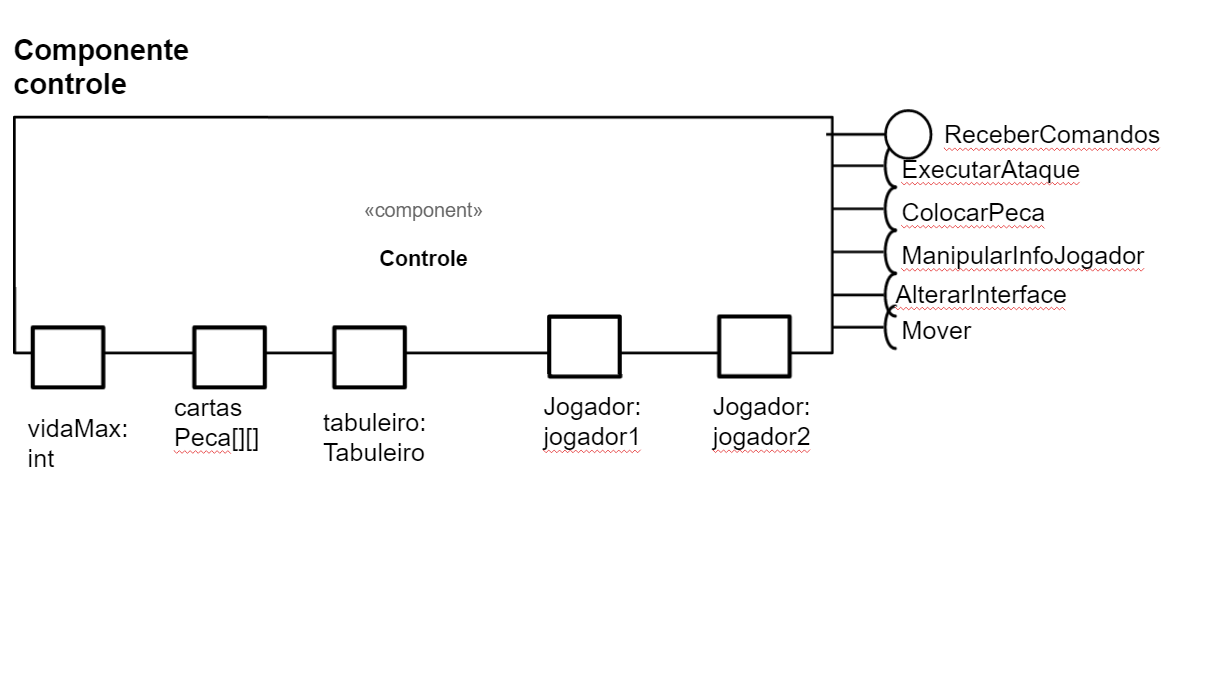 Componente
controle
ReceberComandos
ExecutarAtaque
«component»
ColocarPeca
Controle
ManipularInfoJogador
AlterarInterface
Mover
vidaMax:
int
cartas
Peca[][]
tabuleiro:
Tabuleiro
Jogador:
jogador1
Jogador:
jogador2